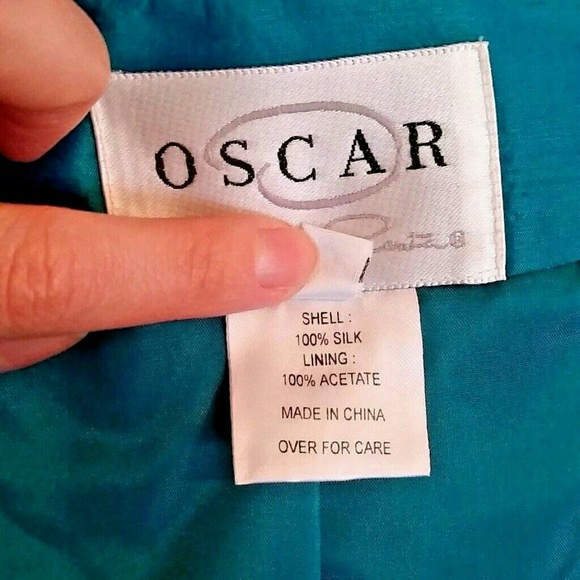 OSCAR
SHELL :
100% SILK
LINING :
100% ACETATE
MADE IN CHINA
OVER FOR CARE